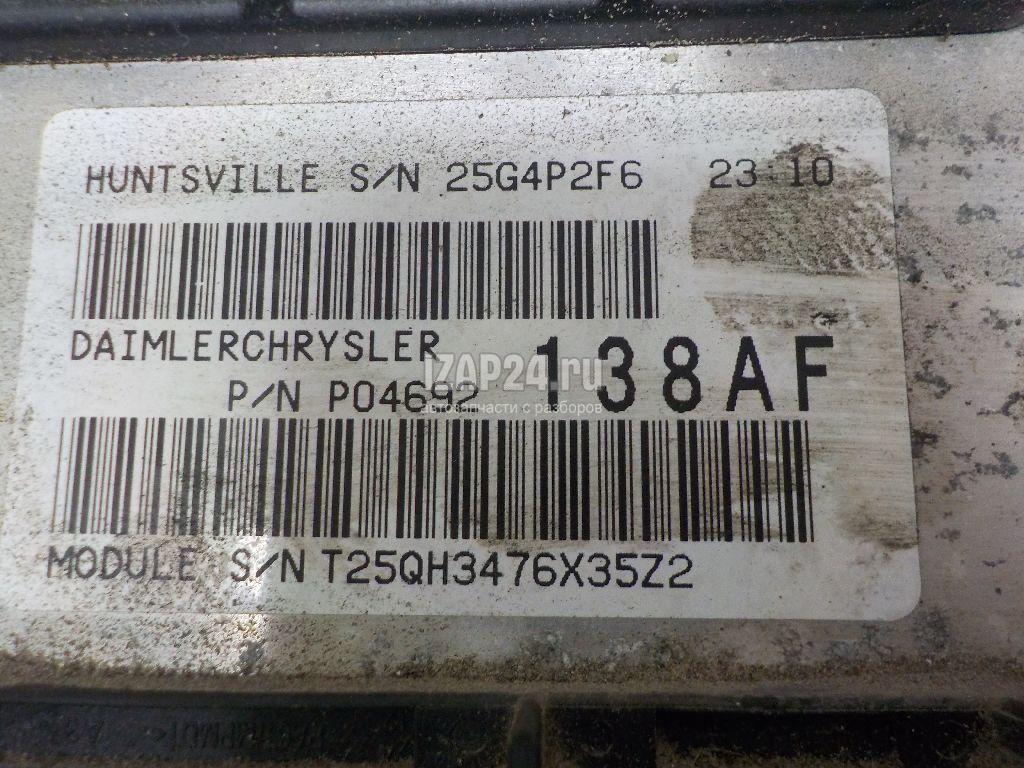 HUNTSVILLE S/N 25G4P2F6 23 10
DAIMLERCHRYSLER
P/N P04692 138AF
IZAP24.ru
автозапчасти с разборов
MODULE S/N T25QH3476X35Z2